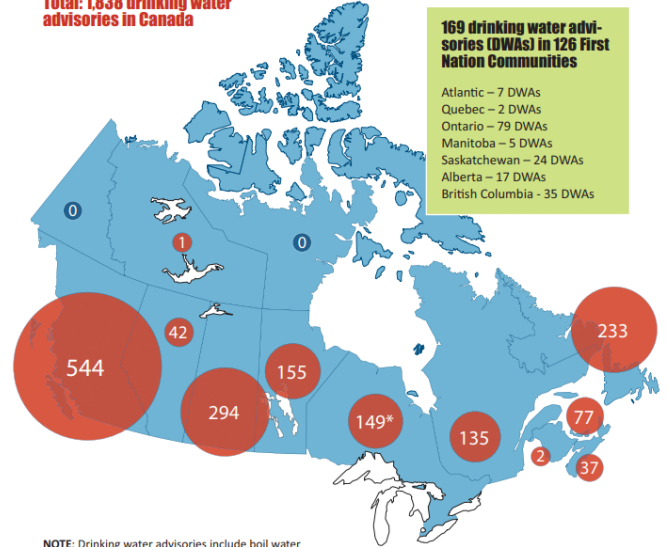 Total: 1,838 drinking water
advisories in Canada
169 drinking water advi-
sories (DWAs) in 126 First
Nation Communities
Atlantic – 7 DWAs
Quebec – 2 DWAs
Ontario – 79 DWAs
Manitoba – 5 DWAs
Saskatchewan – 24 DWAs
Alberta – 17 DWAs
British Columbia - 35 DWAs
0
1
0
544
42
294
155
149*
135
233
77
2
37
NOTE: Drinking water advisories include boil water